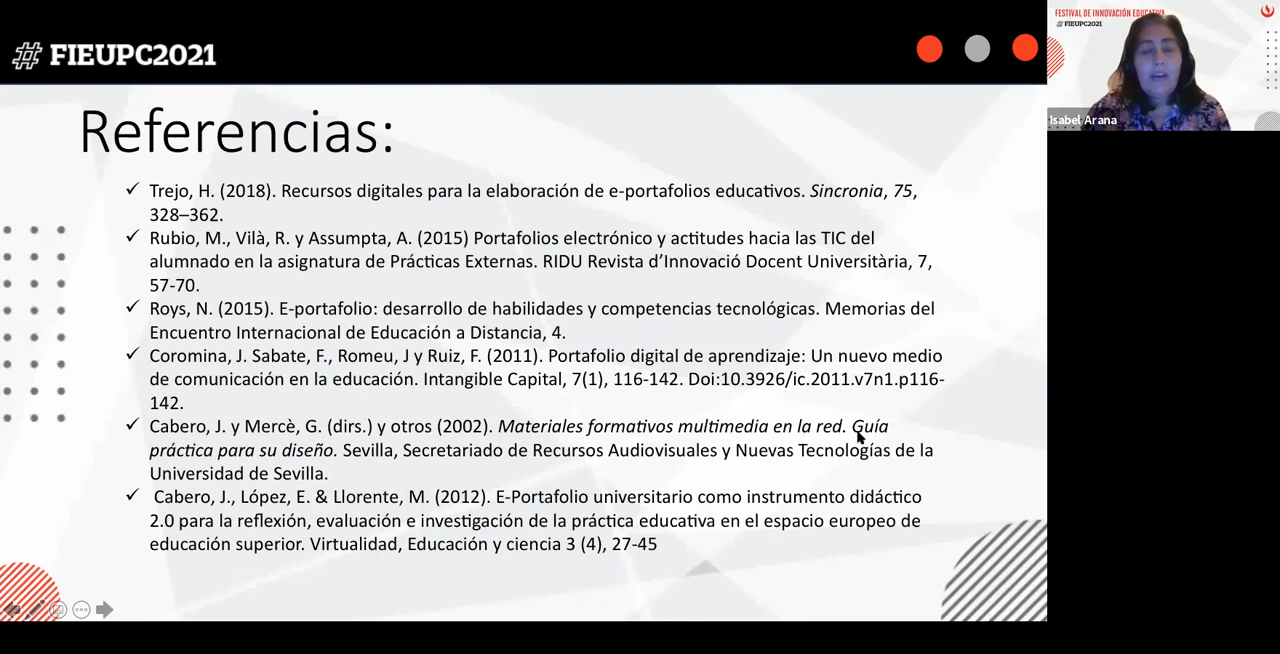 # FIEUPC2021
FESTIVAL DE INNOVACIÓN EDUCATIVA
# FIEUPC2021
Isabel Arana
Referencias:
✓ Trejo, H. (2018). Recursos digitales para la elaboración de e-portafolios educativos. Sincronia, 75,
328–362.
✓ Rubio, M., Vilà, R. y Assumpta, A. (2015) Portafolios electrónico y actitudes hacia las TIC del
alumnado en la asignatura de Prácticas Externas. RIDU Revista d’Innovació Docent Universitària, 7,
57-70.
✓ Roys, N. (2015). E-portafolio: desarrollo de habilidades y competencias tecnológicas. Memorias del
Encuentro Internacional de Educación a Distancia, 4.
✓ Coromina, J. Sabate, F., Romeu, J y Ruiz, F. (2011). Portafolio digital de aprendizaje: Un nuevo medio
de comunicación en la educación. Intangible Capital, 7(1), 116-142. Doi:10.3926/ic.2011.v7n1.p116-
142.
✓ Cabero, J. y Mercè, G. (dirs.) y otros (2002). Materiales formativos multimedia en la red. Guía
práctica para su diseño. Sevilla, Secretariado de Recursos Audiovisuales y Nuevas Tecnologías de la
Universidad de Sevilla.
✓ Cabero, J., López, E. & Llorente, M. (2012). E-Portafolio universitario como instrumento didáctico
2.0 para la reflexión, evaluación e investigación de la práctica educativa en el espacio europeo de
educación superior. Virtualidad, Educación y ciencia 3 (4), 27-45